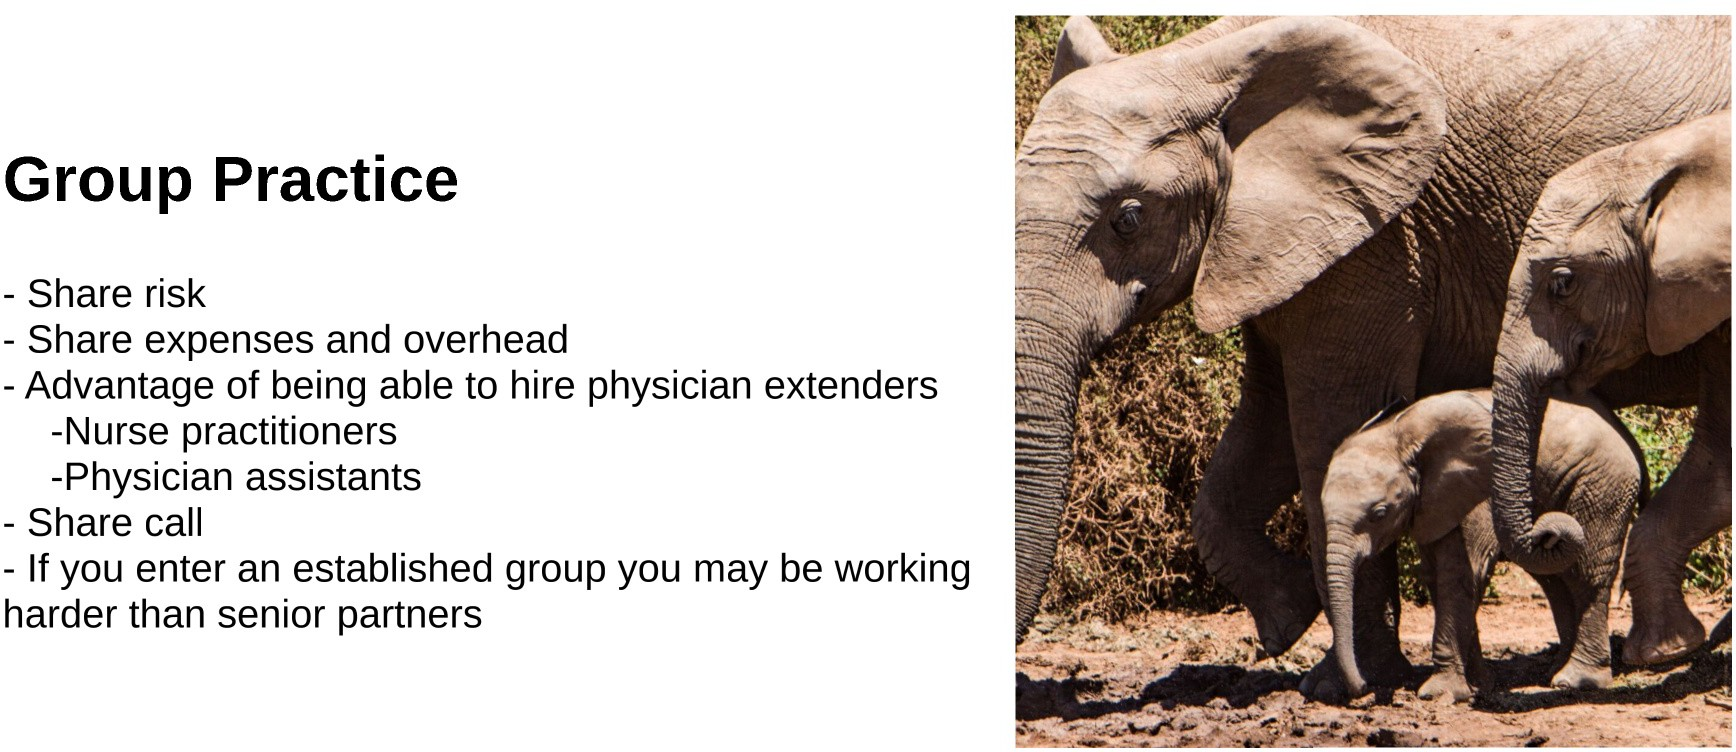 Group Practice
- Share risk
- Share expenses and overhead
- Advantage of being able to hire physician extenders
-Nurse practitioners
-Physician assistants
- Share call
- If you enter an established group you may be working
harder than senior partners